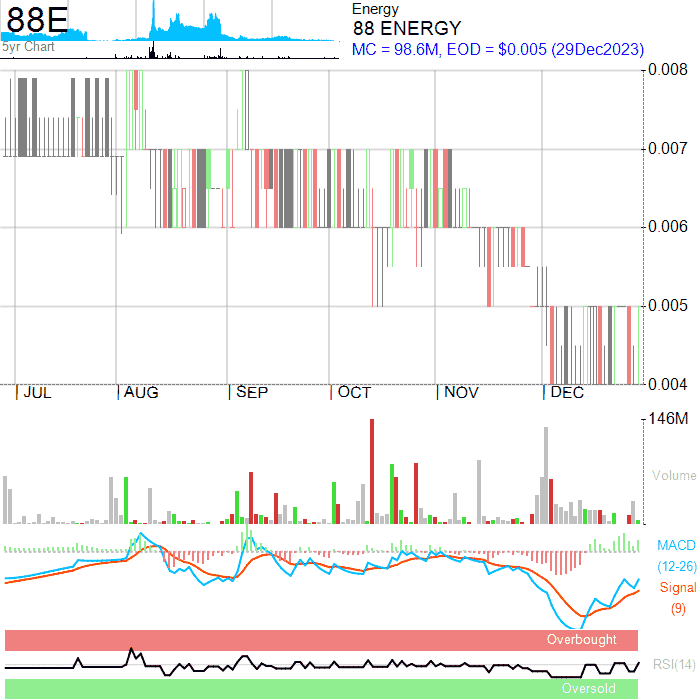 88E
5yr Chart
Energy
88 ENERGY
MC = 98.6M, EOD = $0.005 (29Dec2023)
0.008
0.007
0.006
0.005
0.004
JUL AUG SEP OCT NOV DEC
146M
Volume
MACD
(12-26)
Signal
(9)
Overbought
RSI(14)
Oversold